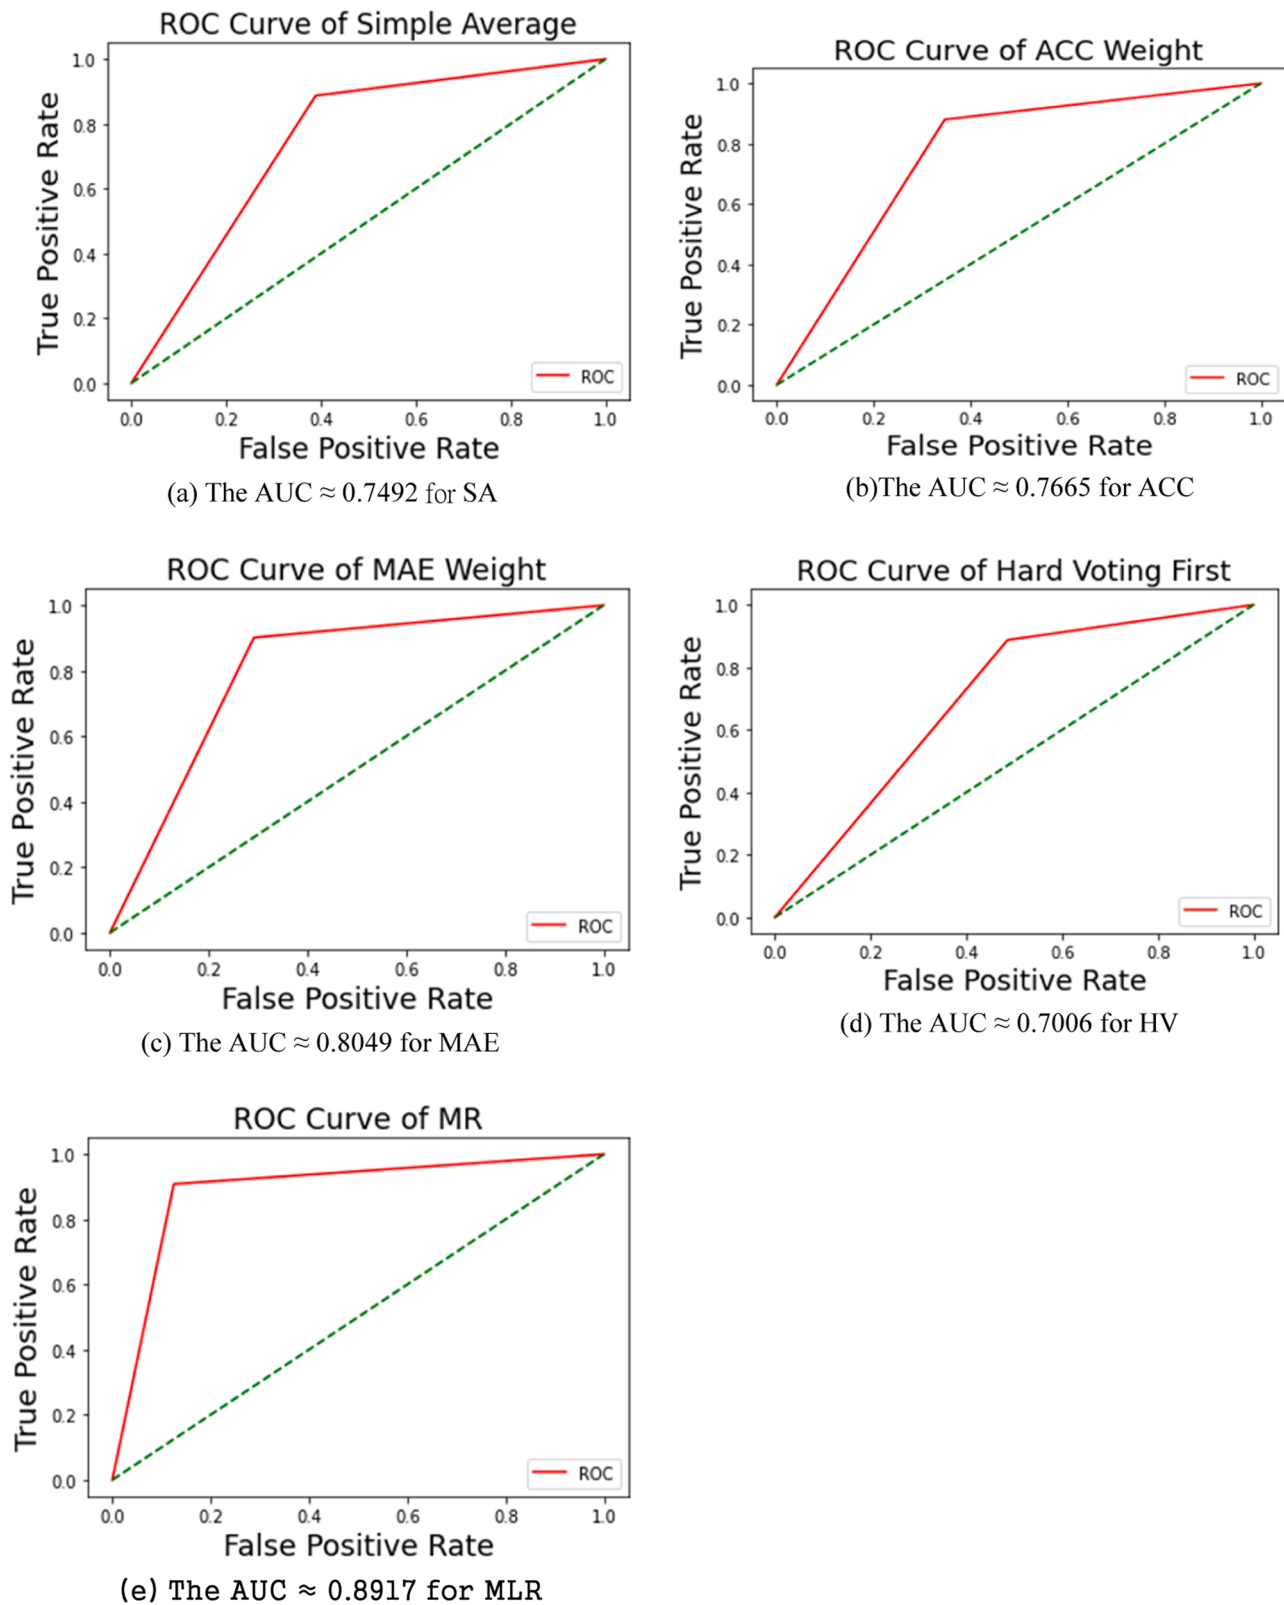 ROC Curve of Simple Average
True Positive Rate
1.0
0.8
0.6
0.4
0.2
0.0
ROC
0.0 0.2 0.4 0.6 0.8 1.0
False Positive Rate
(a) The AUC ≈ 0.7492 for SA
ROC Curve of ACC Weight
True Positive Rate
1.0
0.8
0.6
0.4
0.2
0.0
ROC
0.0 0.2 0.4 0.6 0.8 1.0
False Positive Rate
(b)The AUC ≈ 0.7665 for ACC
ROC Curve of MAE Weight
True Positive Rate
1.0
0.8
0.6
0.4
0.2
0.0
ROC
0.0 0.2 0.4 0.6 0.8 1.0
False Positive Rate
(c) The AUC ≈ 0.8049 for MAE
ROC Curve of Hard Voting First
True Positive Rate
1.0
0.8
0.6
0.4
0.2
0.0
ROC
0.0 0.2 0.4 0.6 0.8 1.0
False Positive Rate
(d) The AUC ≈ 0.7006 for HV
ROC Curve of MR
True Positive Rate
1.0
0.8
0.6
0.4
0.2
0.0
ROC
0.0 0.2 0.4 0.6 0.8 1.0
False Positive Rate
(e) The AUC ≈ 0.8917 for MLR